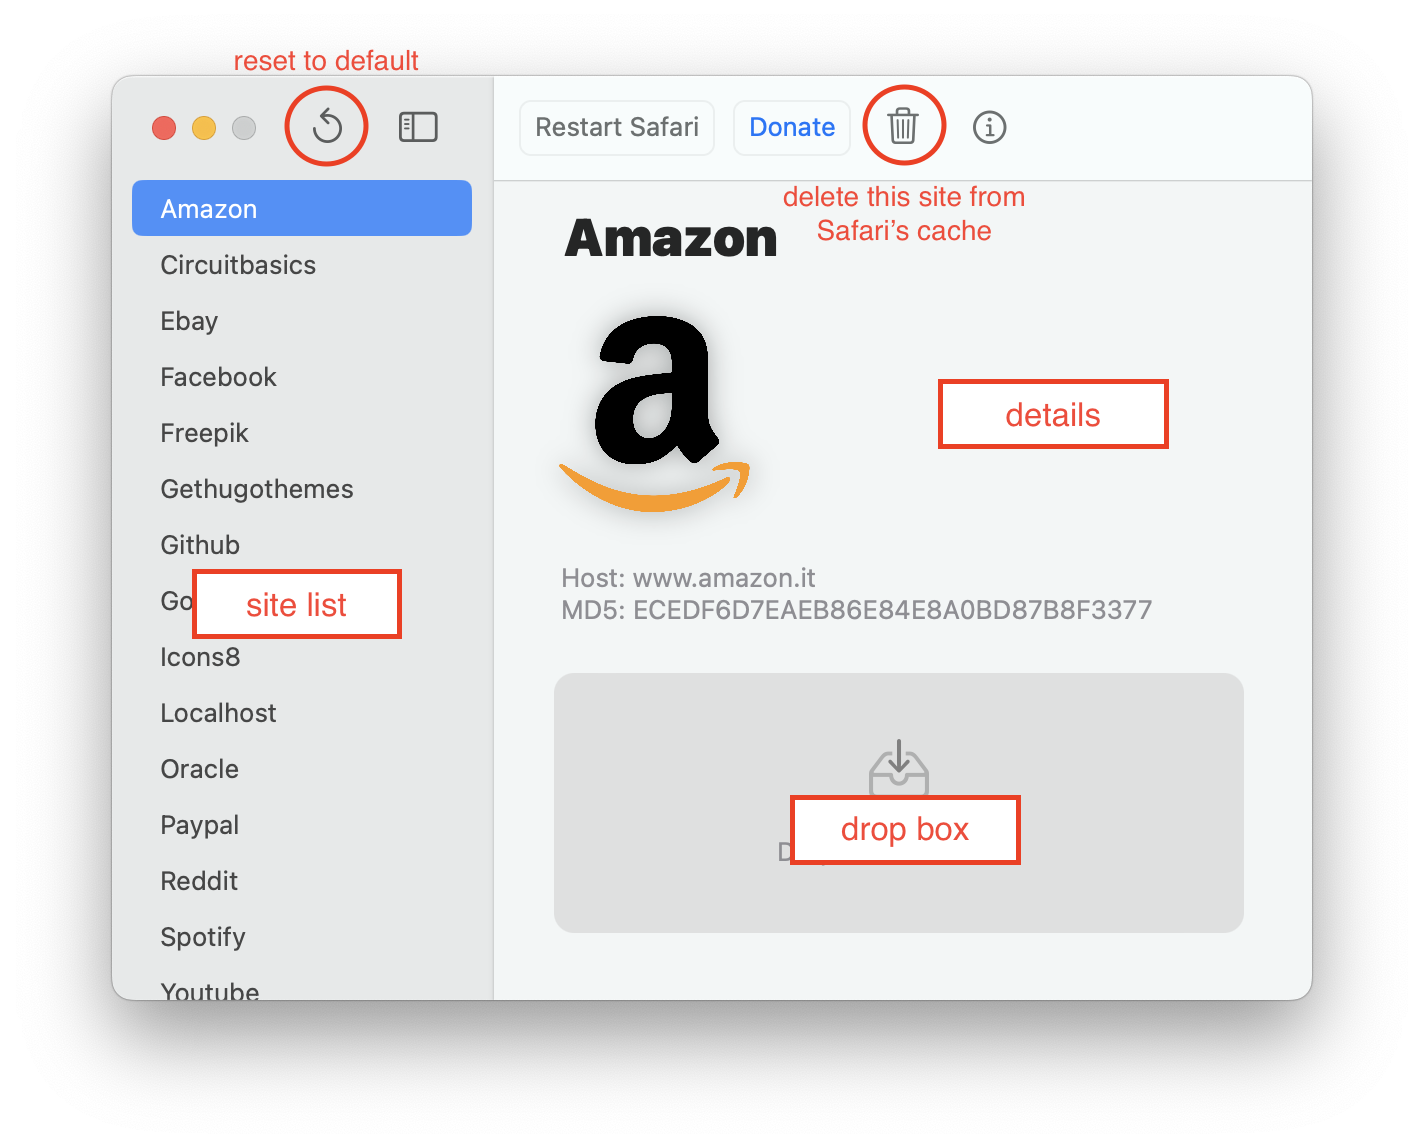 reset to default
Restart Safari
Donate
delete this site from
Safari's cache
Amazon
Circuitbasics
Ebay
Facebook
Freepik
Gethugothemes
Github
site list
Icons8
Localhost
Oracle
Paypal
Reddit
Spotify
Youtube
Amazon
a
details
Host: www.amazon.it
MD5: ECEDF6D7EAEB86E84E8A0BD87B8F3377
drop box